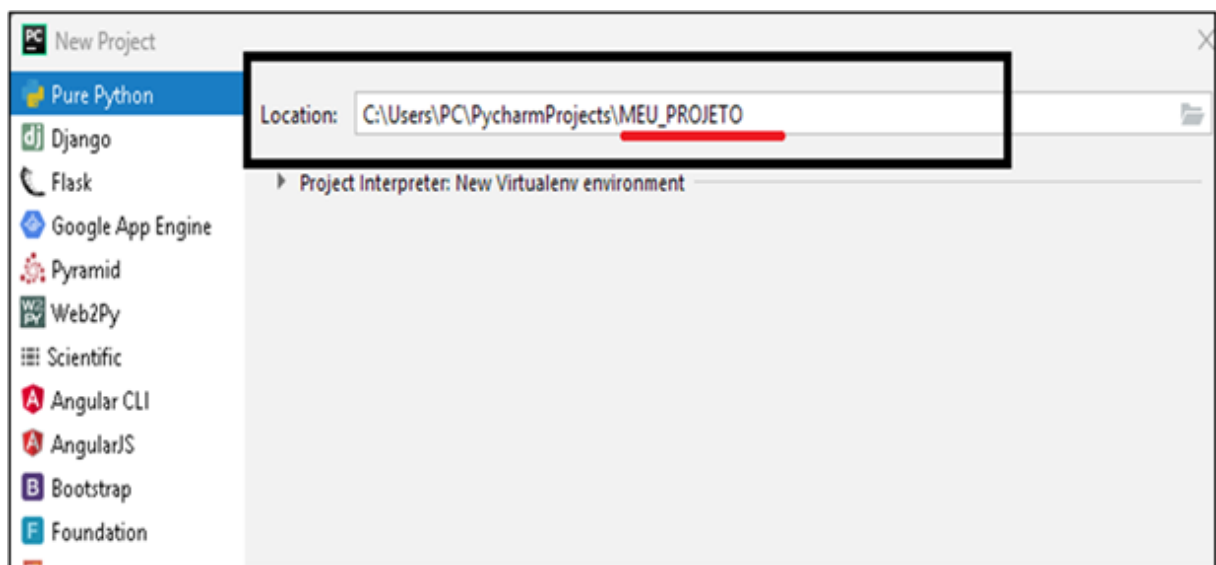 New Project
Pure Python
Location: C:\Users\PC\PycharmProjects\MEU_PROJETO
Django
Flask
Project Interpreter: New Virtualenv environment
Google App Engine
Pyramid
Web2Py
Scientific
Angular CLI
AngularJS
Bootstrap
Foundation